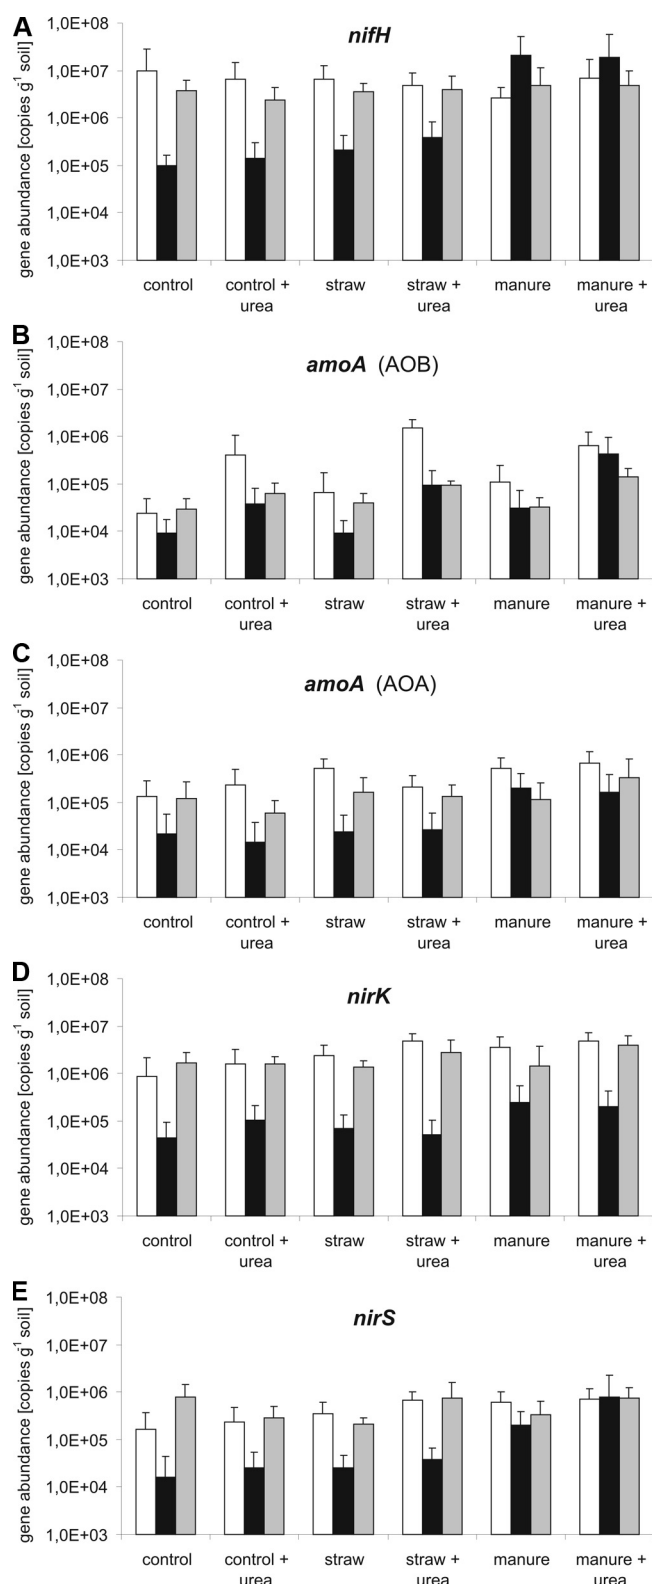 A
nifH
gene abundance [copies g-1 soil]
1,0E+08
1,0E+07
1,0E+06
1,0E+05
1,0E+04
1,0E+03
control control + straw straw + manure manure +
urea urea urea
B
amoA (AOB)
gene abundance [copies g-1 soil]
1,0E+08
1,0E+07
1,0E+06
1,0E+05
1,0E+04
1,0E+03
control control + straw straw + manure manure +
urea urea urea
C
amoA (AOA)
gene abundance [copies g-1 soil]
1,0E+08
1,0E+07
1,0E+06
1,0E+05
1,0E+04
1,0E+03
control control + straw straw + manure manure +
urea urea urea
D
nirK
gene abundance [copies g-1 soil]
1,0E+08
1,0E+07
1,0E+06
1,0E+05
1,0E+04
1,0E+03
control control + straw straw + manure manure +
urea urea urea
E
nirS
gene abundance [copies g-1 soil]
1,0E+08
1,0E+07
1,0E+06
1,0E+05
1,0E+04
1,0E+03
control control + straw straw + manure manure +
urea urea urea